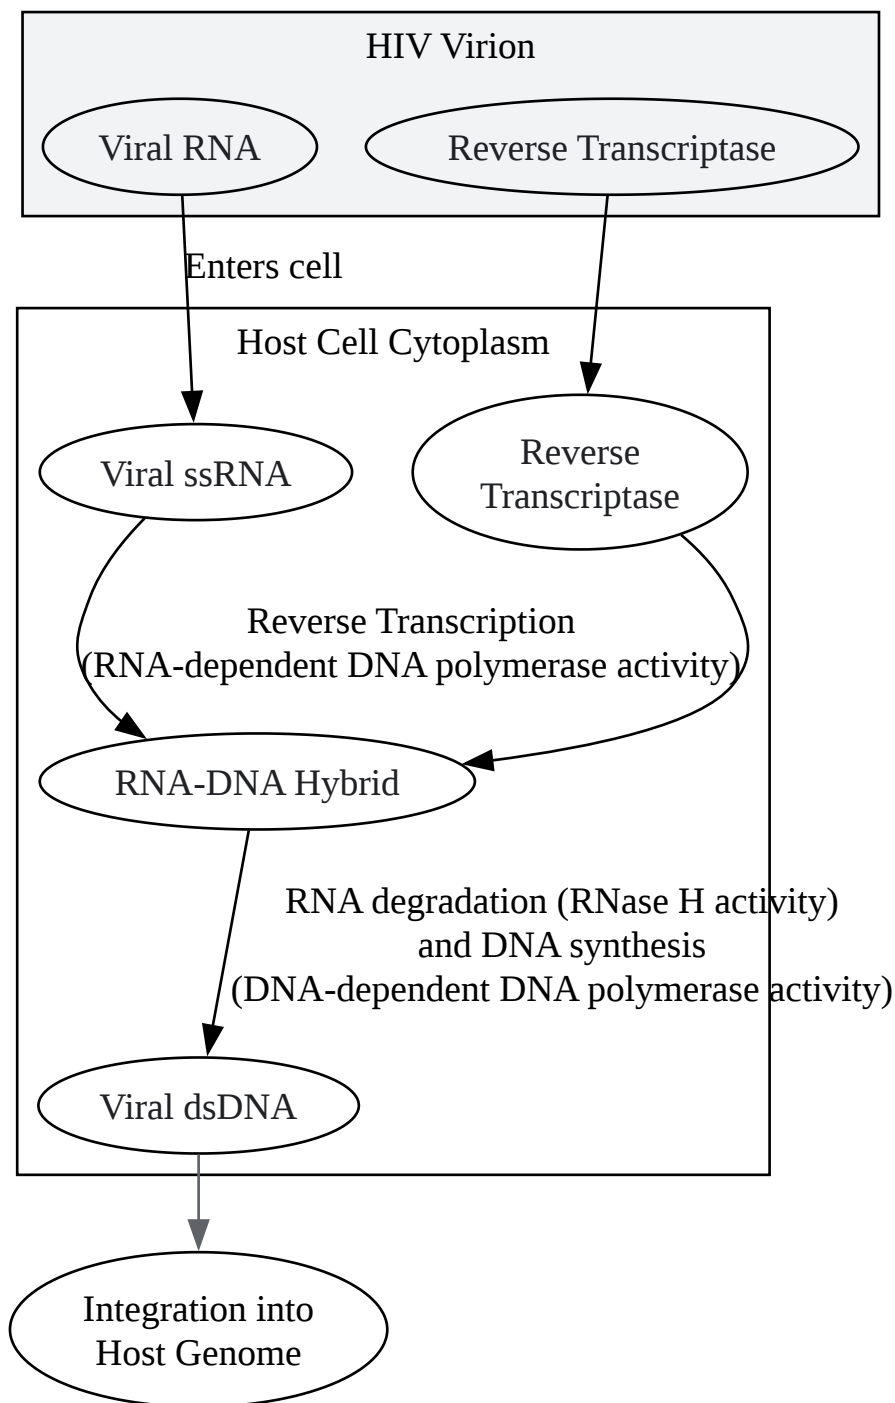 HIV Virion
Viral RNA
Reverse Transcriptase
Enters cell
Host Cell Cytoplasm
Viral ssRNA
Reverse
Transcriptase
Reverse Transcription
(RNA-dependent DNA polymerase activity)
RNA-DNA Hybrid
RNA degradation (RNase H activity)
and DNA synthesis
(DNA-dependent DNA polymerase activity)
Viral dsDNA
Integration into
Host Genome